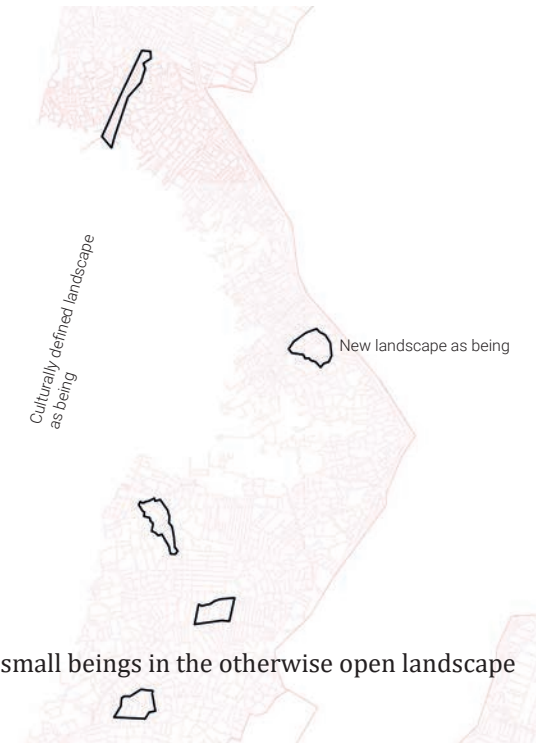 Culturally defined landscape
as being
New landscape as being
small beings in the otherwise open landscape